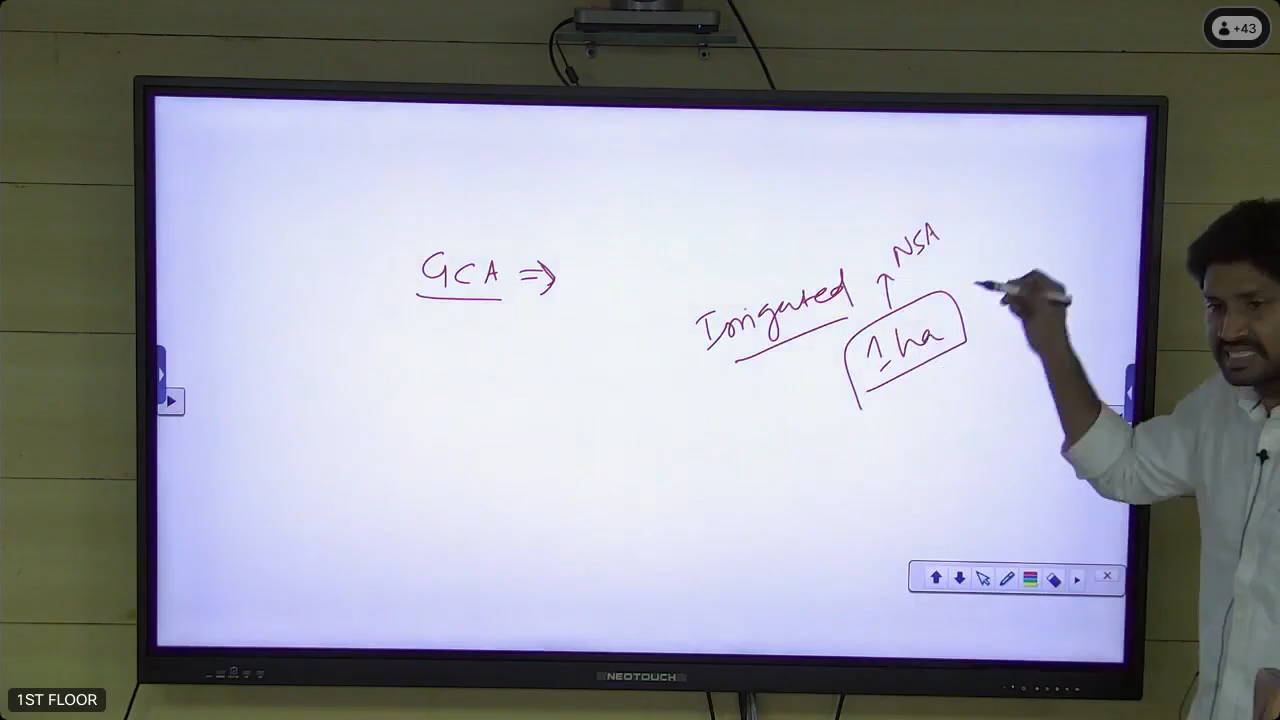 +43
GCA ⇒
Irrigated
↑ NSA
1 ha
NEOTOUCH
1ST FLOOR